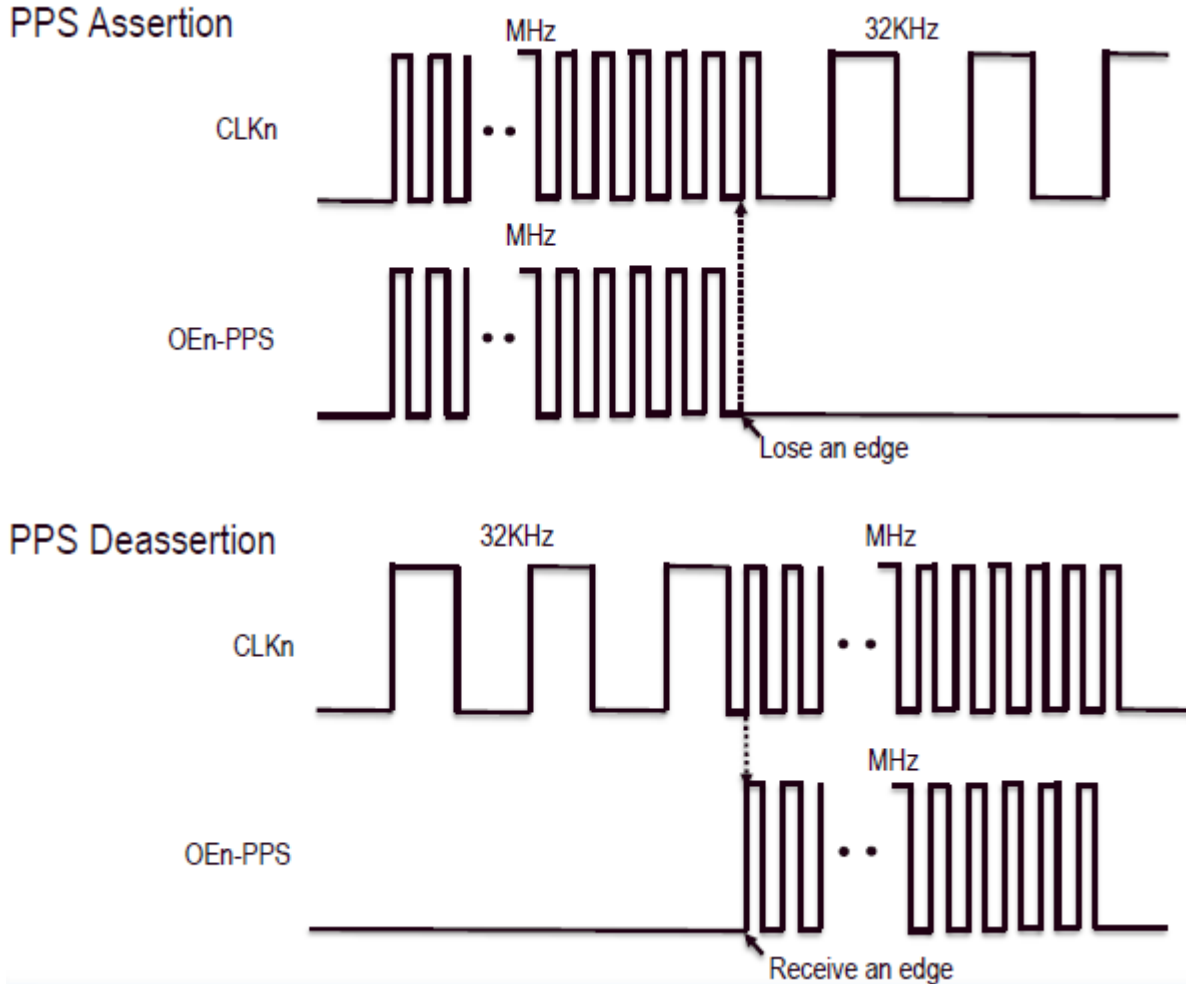 PPS Assertion
MHz
32KHz
CLKn
MHz
OEn-PPS
Lose an edge
PPS Deassertion
32KHz
MHz
CLKn
MHz
OEn-PPS
Receive an edge